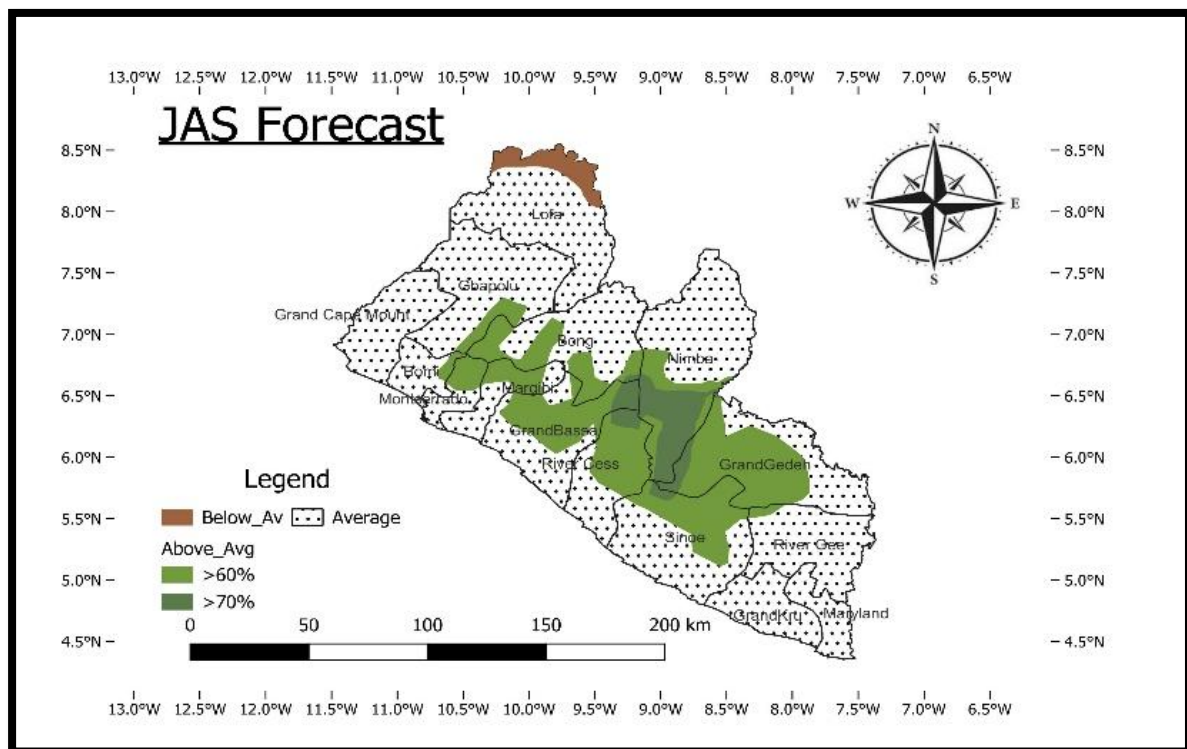 13.0°W 12.5°W 12.0°W 11.5°W 11.0°W 10.5°W 10.0°W 9.5°W 9.0°W 8.5°W 8.0°W 7.5°W 7.0°W 6.5°W
JAS Forecast
8.5°N 8.5°N
8.0°N 8.0°N
7.5°N 7.5°N
7.0°N 7.0°N
6.5°N 6.5°N
6.0°N 6.0°N
5.5°N 5.5°N
5.0°N 5.0°N
4.5°N 4.5°N
N
W E
S
Lofa
Gbapolu
Grand Cape Mount
Bong
Nimba
Bomi
Margibi
Montserrado
GrandBassa
River Cess
GrandGedeh
Sinoe
River Gee
GrandKru
Maryland
Legend
Below_Av Average
Above_Avg
>60%
>70%
0 50 100 150 200 km
13.0°W 12.5°W 12.0°W 11.5°W 11.0°W 10.5°W 10.0°W 9.5°W 9.0°W 8.5°W 8.0°W 7.5°W 7.0°W 6.5°W